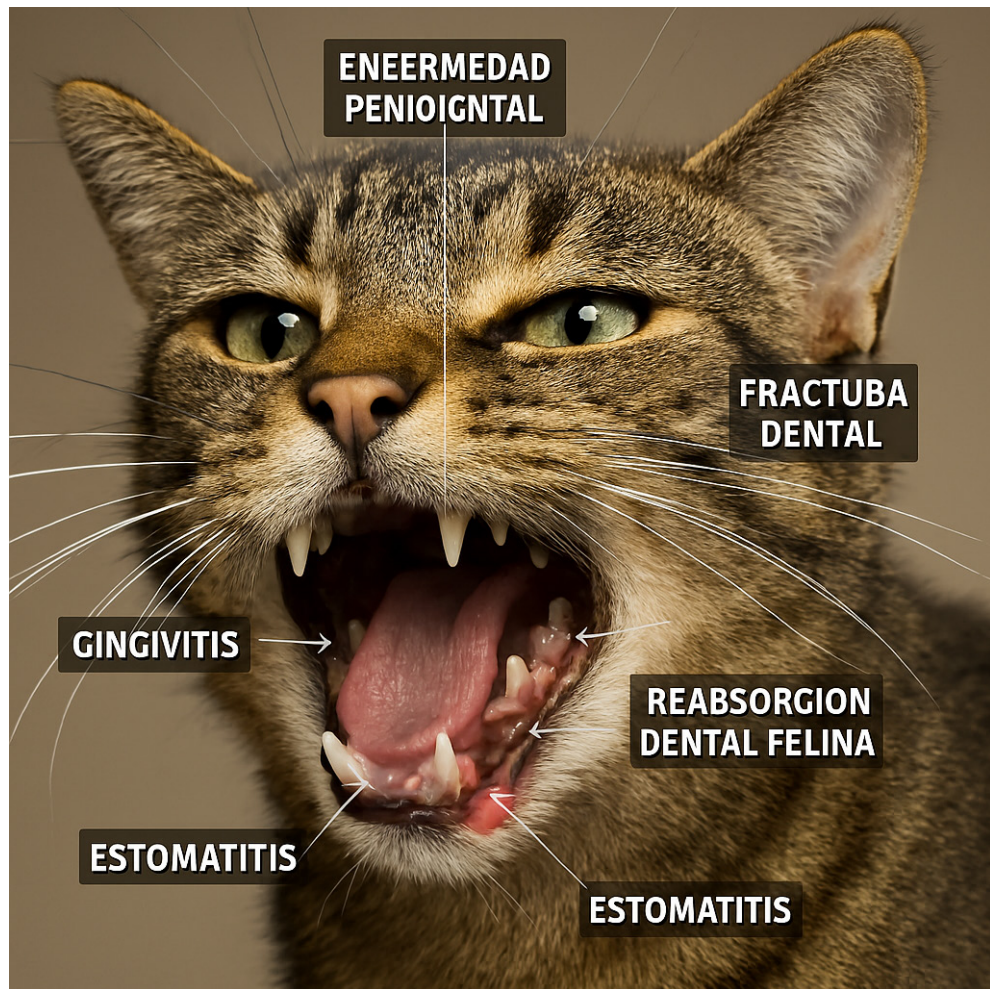 ENEERMEDAD
PENIOIGNTAL
FRACTUBA
DENTAL
GINGIVITIS
REABSORGION
DENTAL FELINA
ESTOMATITIS
ESTOMATITIS